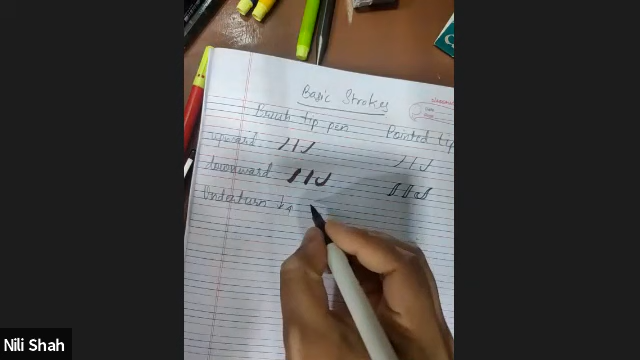 Basic Strokes
Brush tip pen Pointed tip
upward
downward
Nili Shah